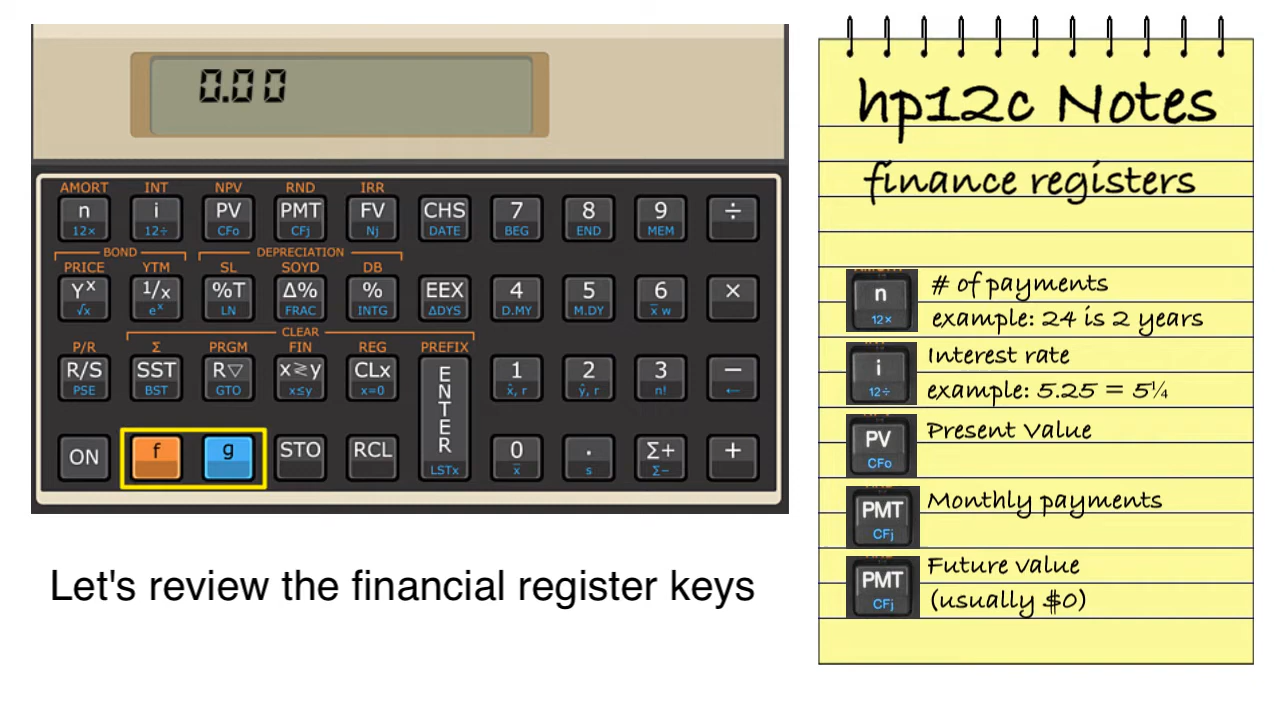 0.00
AMORT INT NPV RND IRR
n i PV PMT FV CHS 7 8 9 ÷
12× 12÷ CFo CFj Nj DATE BEG END MEM
BOND DEPRECIATION
PRICE YTM SL SOYD DB
Yˣ 1/x %T Δ% % EEX 4 5 6 ×
√x eˣ LN FRAC INTG ΔDYS D.MY M.DY x̅ w
CLEAR
P/R Σ PRGM FIN REG PREFIX
R/S SST R▽ x≷y CLx ENTER 1 2 3 −
PSE BST GTO x≤y x=0 x̂, r ŷ, r n! ←
ON f g STO RCL 0 . Σ+ +
LSTx x̅ s Σ−
Let's review the financial register keys
hp12c Notes
finance registers
n
12×
# of payments
example: 24 is 2 years
i
12÷
Interest rate
example: 5.25 = 5¼
PV
CFo
Present Value
PMT
CFj
Monthly payments
PMT
CFj
Future value
(usually $0)